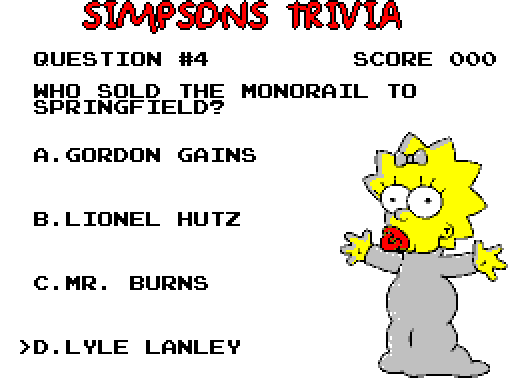 SIMPSONS TRIVIA
QUESTION #4 SCORE 000
WHO SOLD THE MONORAIL TO
SPRINGFIELD?
A.GORDON GAINS
B.LIONEL HUTZ
C.MR. BURNS
>D.LYLE LANLEY